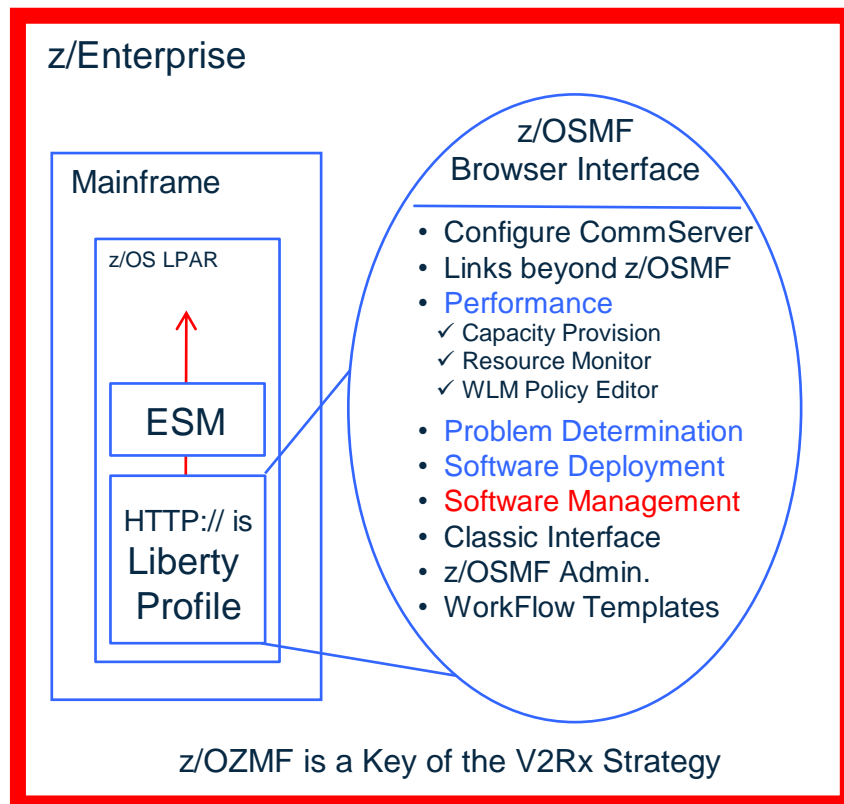 z/Enterprise
Mainframe
z/OS LPAR
ESM
HTTP:// is
Liberty
Profile
z/OSMF
Browser Interface
• Configure CommServer
• Links beyond z/OSMF
• Performance
✓ Capacity Provision
✓ Resource Monitor
✓ WLM Policy Editor
• Problem Determination
• Software Deployment
• Software Management
• Classic Interface
• z/OSMF Admin.
• WorkFlow Templates
z/OZMF is a Key of the V2Rx Strategy